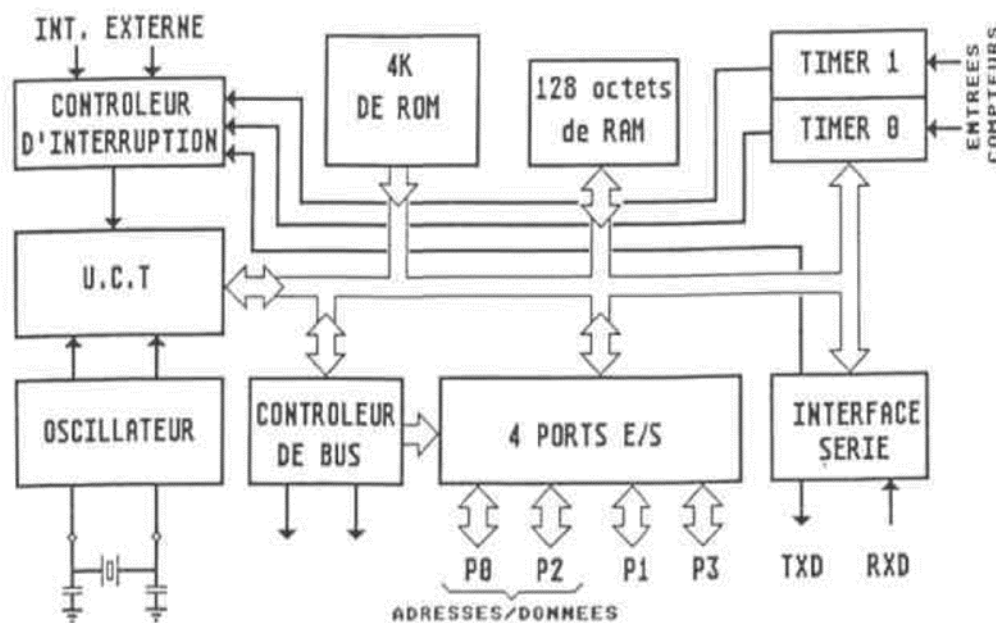 INT. EXTERNE
CONTROLEUR
D'INTERRUPTION
4K
DE ROM
128 octets
de RAM
TIMER 1
TIMER 0
ENTREES
COMPTEURS
U.C.T
OSCILLATEUR
CONTROLEUR
DE BUS
4 PORTS E/S
INTERFACE
SERIE
P0
P2
P1
P3
TXD
RXD
ADRESSES/DONNEES